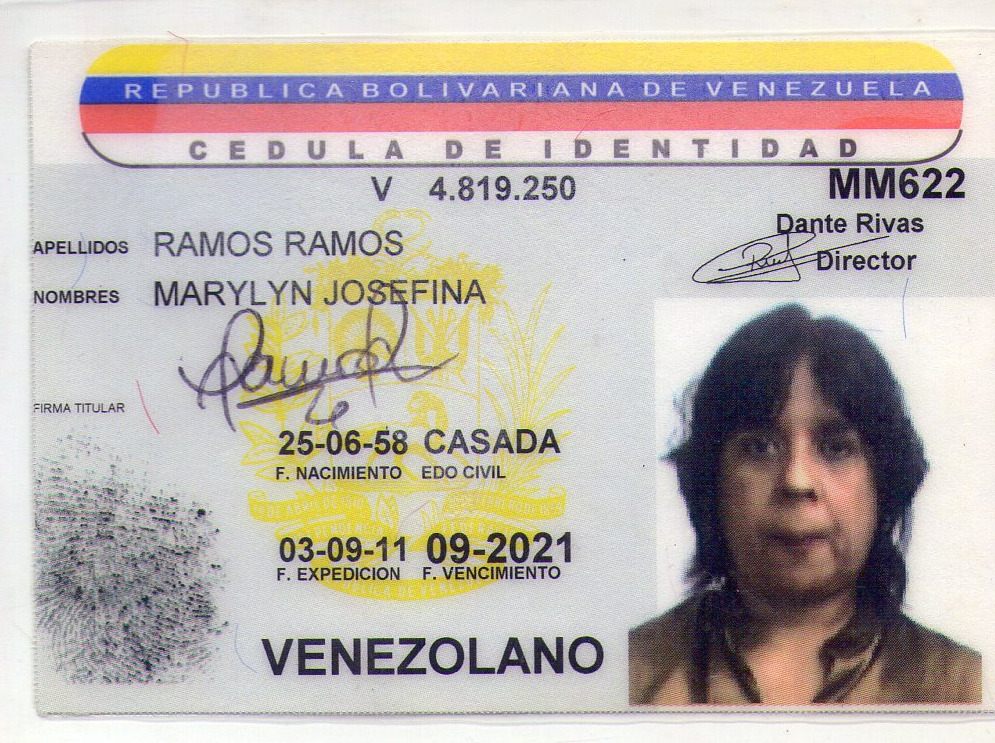 REPUBLICA BOLIVARIANA DE VENEZUELA
CEDULA DE IDENTIDAD
V 4.819.250
MM622
Dante Rivas
Director
APELLIDOS RAMOS RAMOS
NOMBRES MARYLYN JOSEFINA
FIRMA TITULAR
25-06-58 CASADA
F. NACIMIENTO EDO CIVIL
03-09-11 09-2021
F. EXPEDICION F. VENCIMIENTO
VENEZOLANO